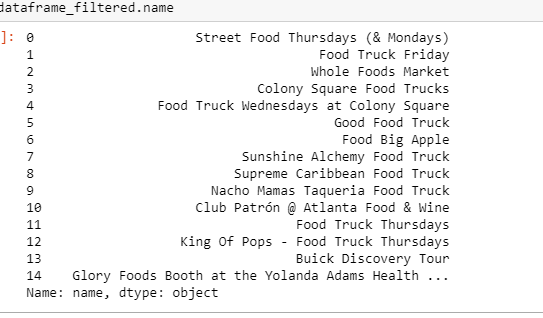 dataframe_filtered.name
]: 0 Street Food Thursdays (& Mondays)
1 Food Truck Friday
2 Whole Foods Market
3 Colony Square Food Trucks
4 Food Truck Wednesdays at Colony Square
5 Good Food Truck
6 Food Big Apple
7 Sunshine Alchemy Food Truck
8 Supreme Caribbean Food Truck
9 Nacho Mamas Taqueria Food Truck
10 Club Patrón @ Atlanta Food & Wine
11 Food Truck Thursdays
12 King Of Pops - Food Truck Thursdays
13 Buick Discovery Tour
14 Glory Foods Booth at the Yolanda Adams Health ...
Name: name, dtype: object